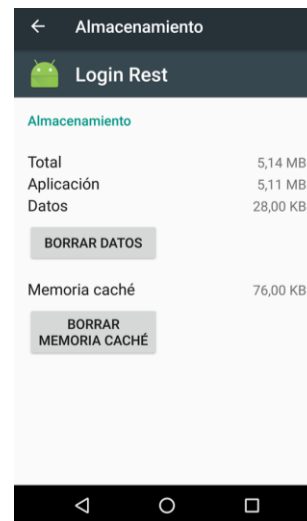 Almacenamiento
Login Rest
Almacenamiento
Total 5,14 MB
Aplicación 5,11 MB
Datos 28,00 KB
BORRAR DATOS
Memoria caché 76,00 KB
BORRAR
MEMORIA CACHÉ